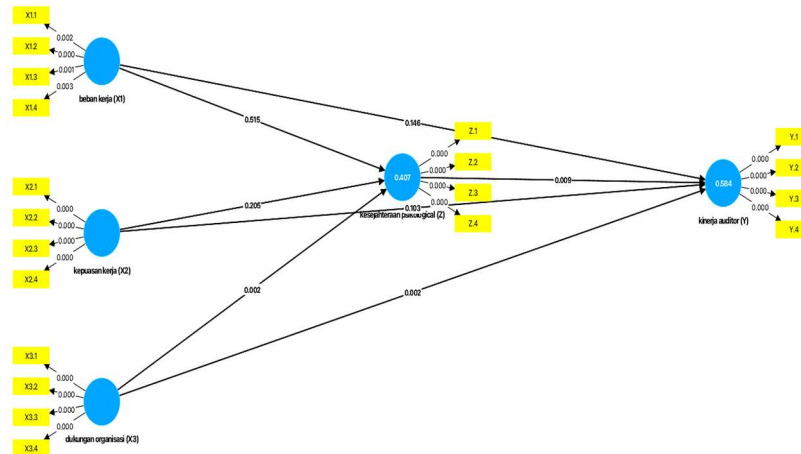 X1.1
0.002
X1.2
0.000
X1.3
0.001
0.003
X1.4
beban kerja (X1)
0.146
0.515
Z.1
0.000
Z.2
0.000
0.407
0.000
Z.3
0.000
Z.4
0.009
kesejahteraan psikological (Z)
Y.1
0.000
Y.2
0.000
0.584
0.000
Y.3
0.000
Y.4
kinerja auditor (Y)
X2.1
0.000
X2.2
0.000
X2.3
0.000
0.000
X2.4
kepuasan kerja (X2)
0.205
0.103
0.002
0.002
X3.1
0.000
X3.2
0.000
X3.3
0.000
0.000
X3.4
dukungan organisasi (X3)